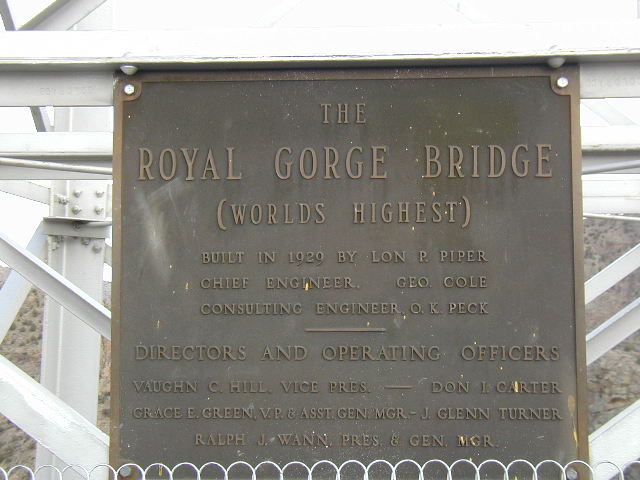 THE
ROYAL GORGE BRIDGE
(WORLDS HIGHEST)
BUILT IN 1929 BY LON P. PIPER
CHIEF ENGINEER, GEO. COLE
CONSULTING ENGINEER, O. K. PECK
DIRECTORS AND OPERATING OFFICERS
VAUGHN C. HILL, VICE PRES. — DON I. CARTER
GRACE E. GREEN, V.P. & ASST. GEN. MGR. - J. GLENN TURNER
RALPH J. WANN, PRES. & GEN. MGR.